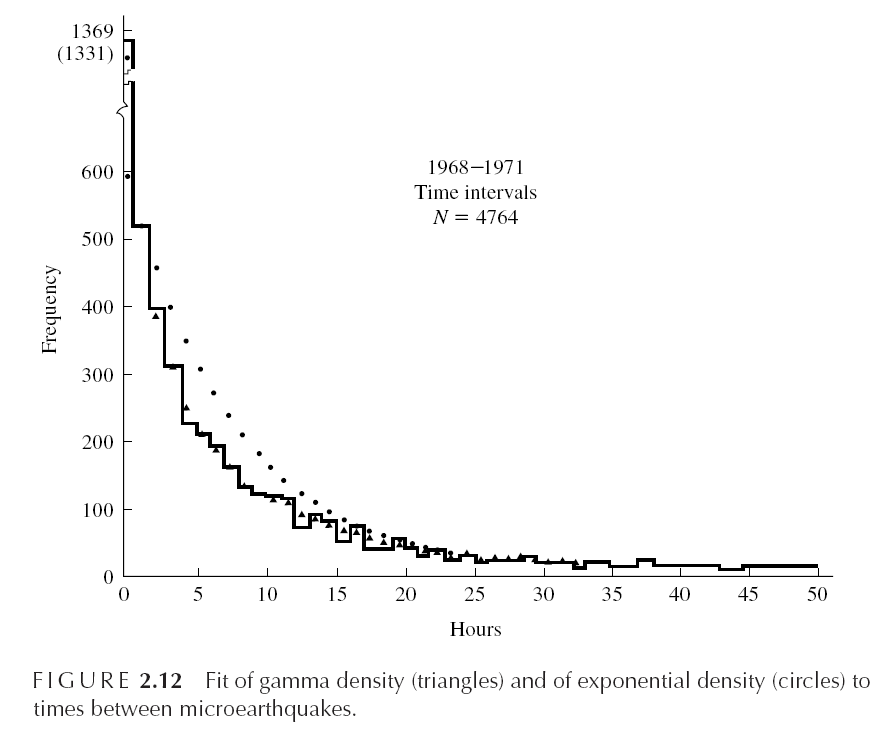 1369
(1331)
600
500
400
300
200
100
0
Frequency
1968–1971
Time intervals
N = 4764
0 5 10 15 20 25 30 35 40 45 50
Hours
FIGURE 2.12 Fit of gamma density (triangles) and of exponential density (circles) to
times between microearthquakes.